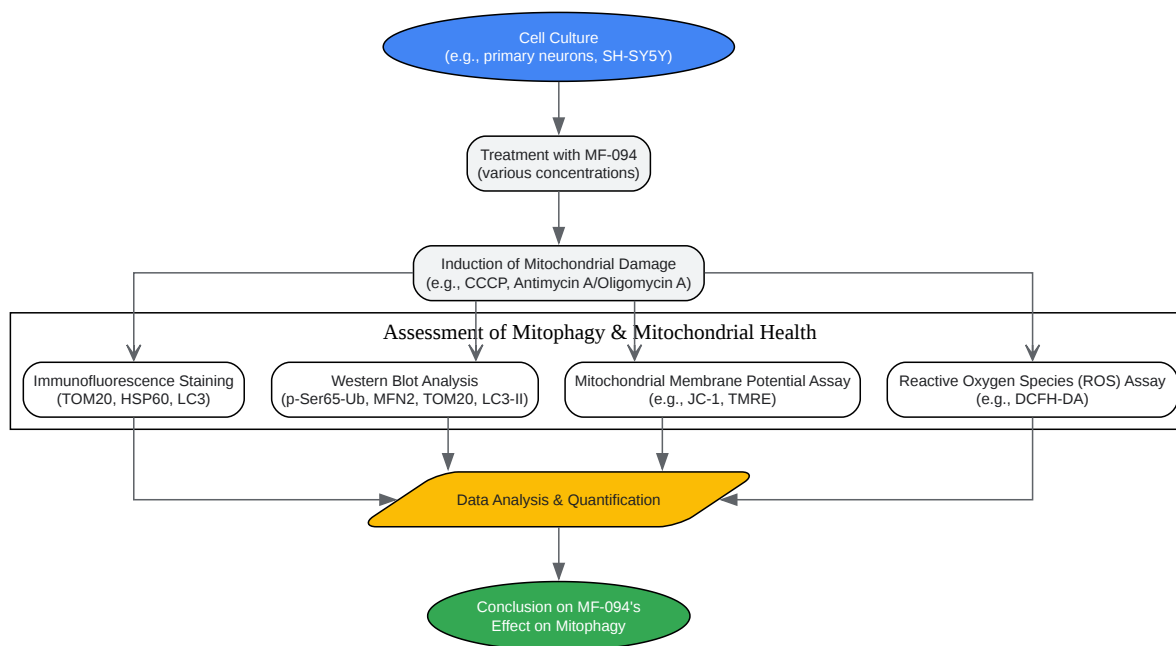 Cell Culture
(e.g., primary neurons, SH-SY5Y)
Treatment with MF-094
(various concentrations)
Induction of Mitochondrial Damage
(e.g., CCCP, Antimycin A/Oligomycin A)
Assessment of Mitophagy & Mitochondrial Health
Immunofluorescence Staining
(TOM20, HSP60, LC3)
Western Blot Analysis
(p-Ser65-Ub, MFN2, TOM20, LC3-II)
Mitochondrial Membrane Potential Assay
(e.g., JC-1, TMRE)
Reactive Oxygen Species (ROS) Assay
(e.g., DCFH-DA)
Data Analysis & Quantification
Conclusion on MF-094's
Effect on Mitophagy